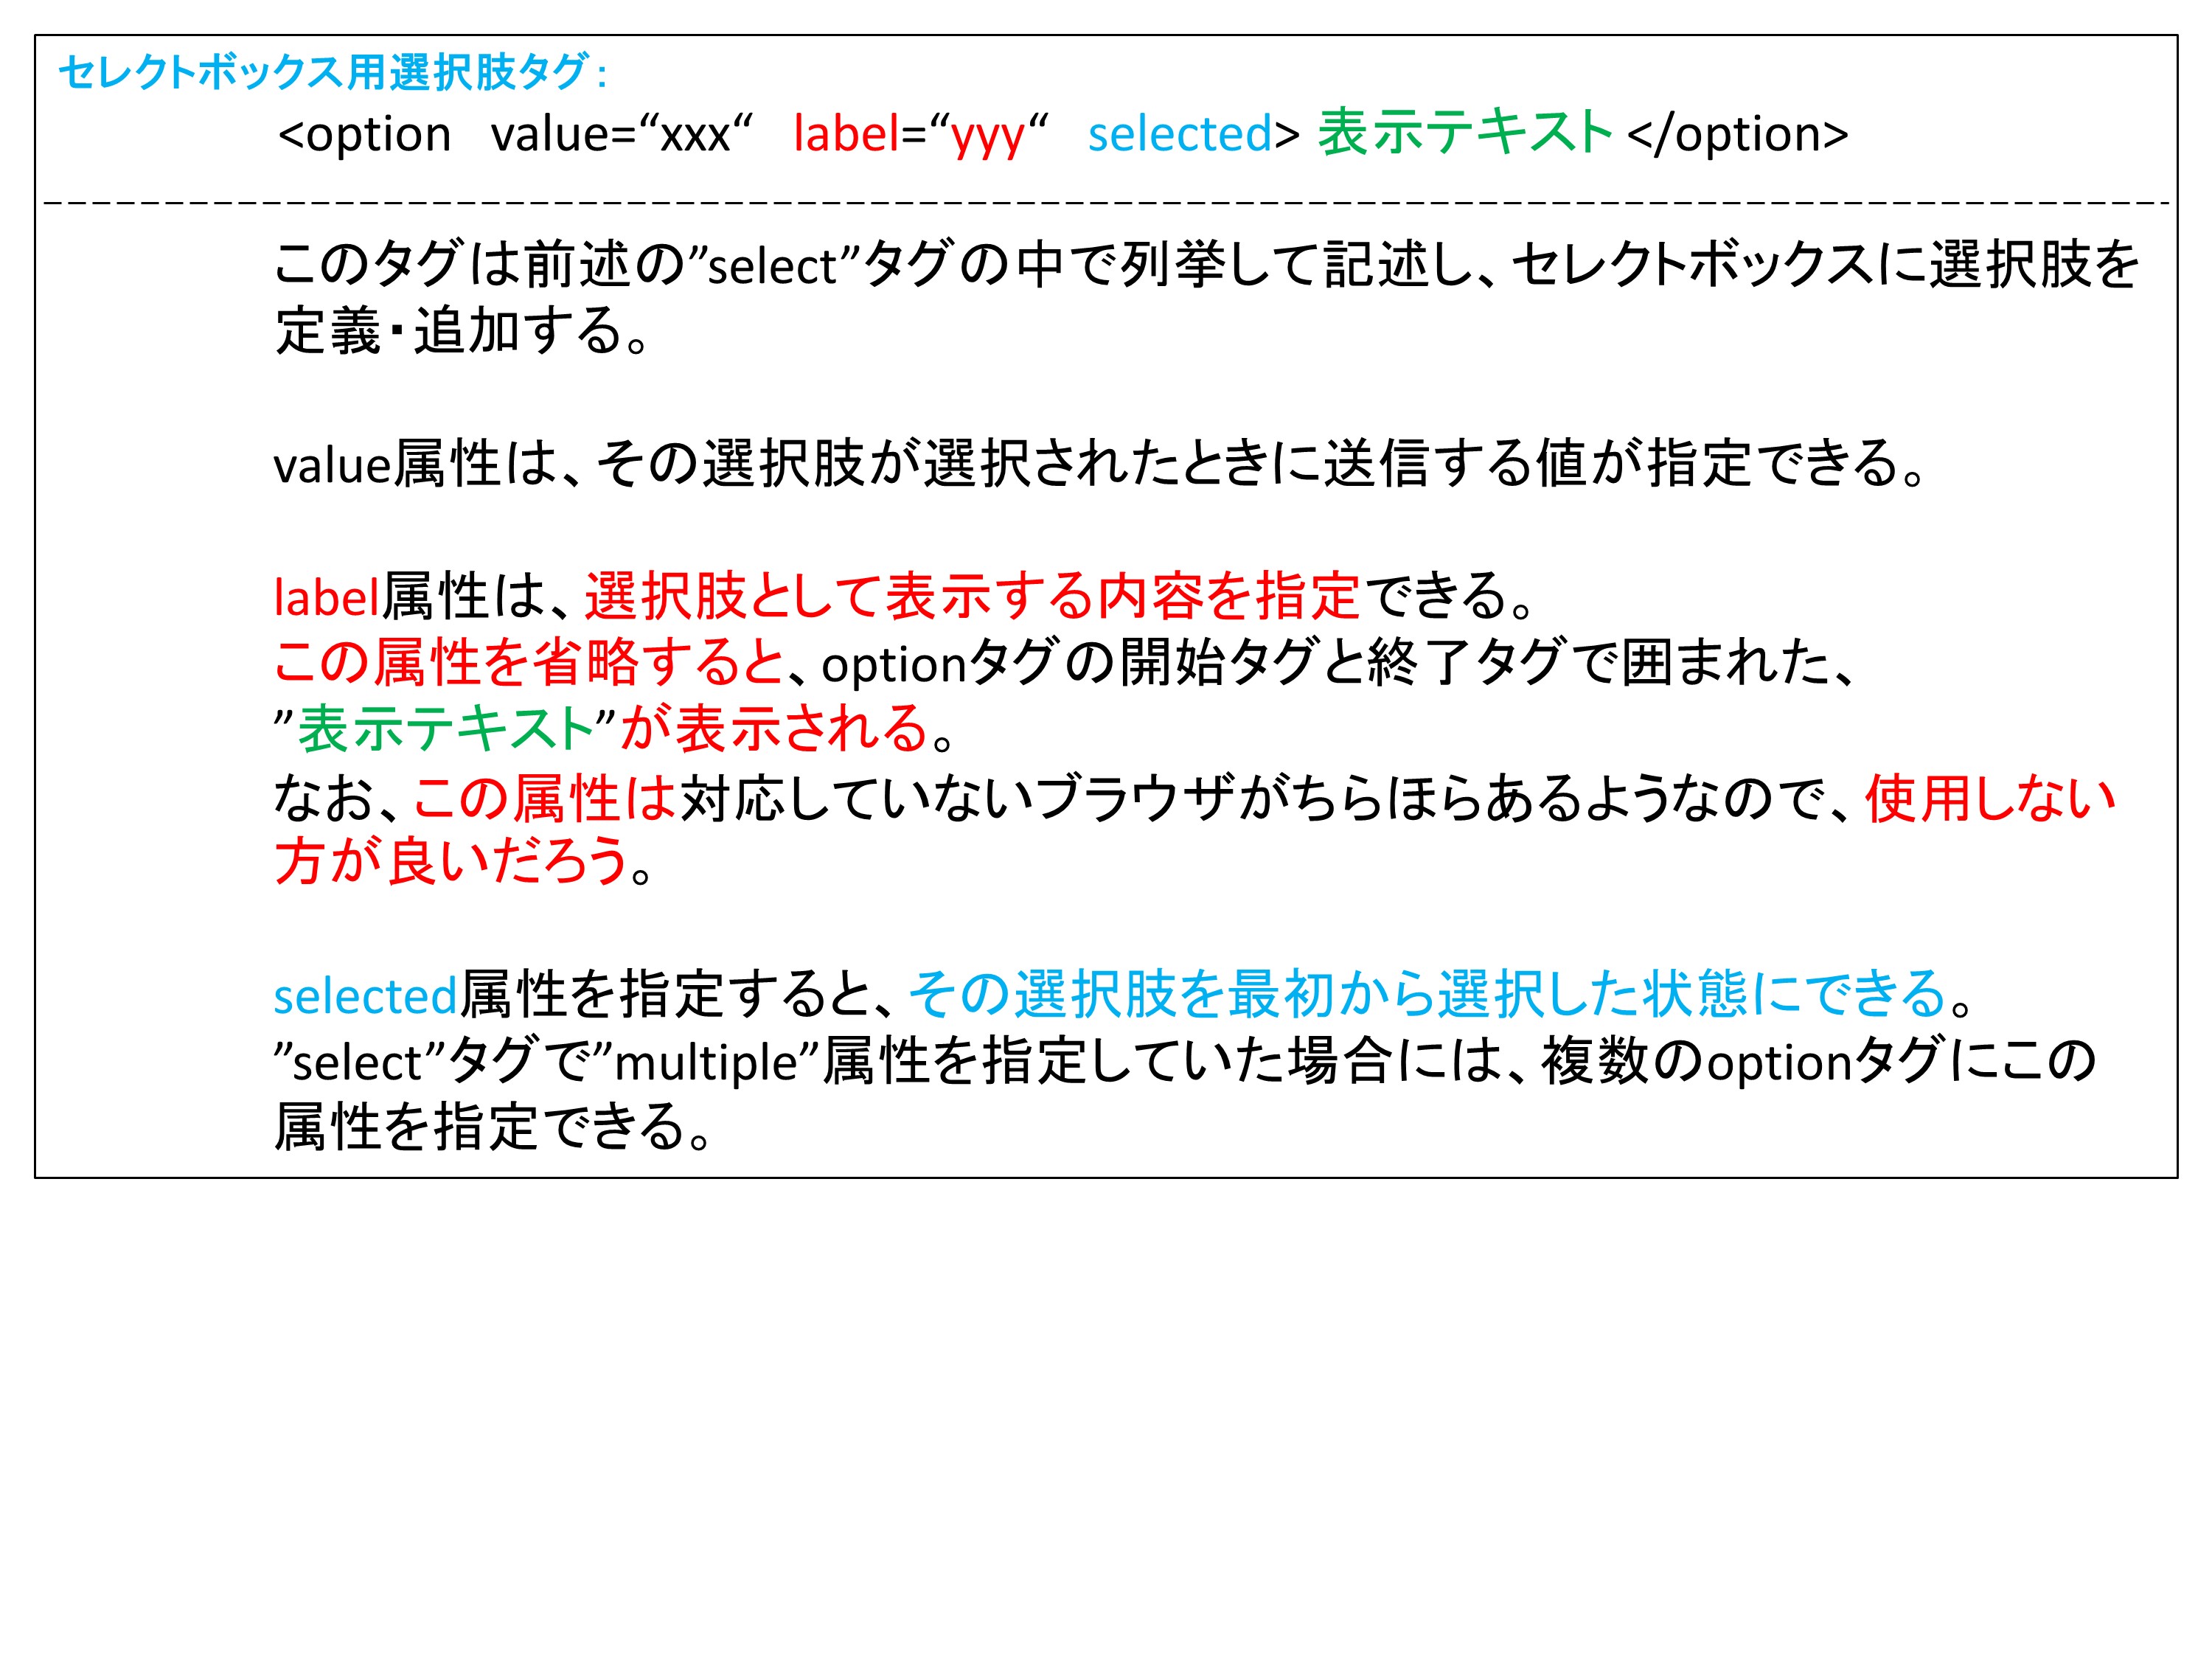 セレクトボックス用選択肢タグ：
<option value=“xxx“ label=“yyy“ selected> 表示テキスト </option>
このタグは前述の”select”タグの中で列挙して記述し、セレクトボックスに選択肢を
定義・追加する。
value属性は、その選択肢が選択されたときに送信する値が指定できる。
label属性は、選択肢として表示する内容を指定できる。
この属性を省略すると、optionタグの開始タグと終了タグで囲まれた、
”表示テキスト”が表示される。
なお、この属性は対応していないブラウザがちらほらあるようなので、使用しない
方が良いだろう。
selected属性を指定すると、その選択肢を最初から選択した状態にできる。
”select”タグで”multiple”属性を指定していた場合には、複数のoptionタグにこの
属性を指定できる。